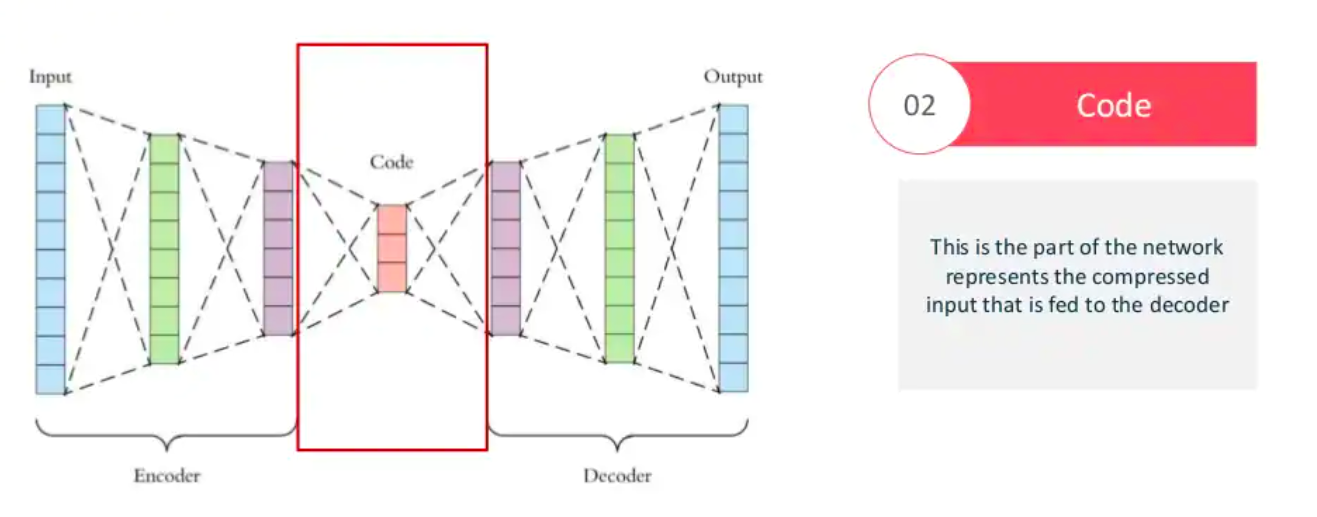 Input
Code
Output
Encoder
Decoder
02
Code
This is the part of the network
represents the compressed
input that is fed to the decoder